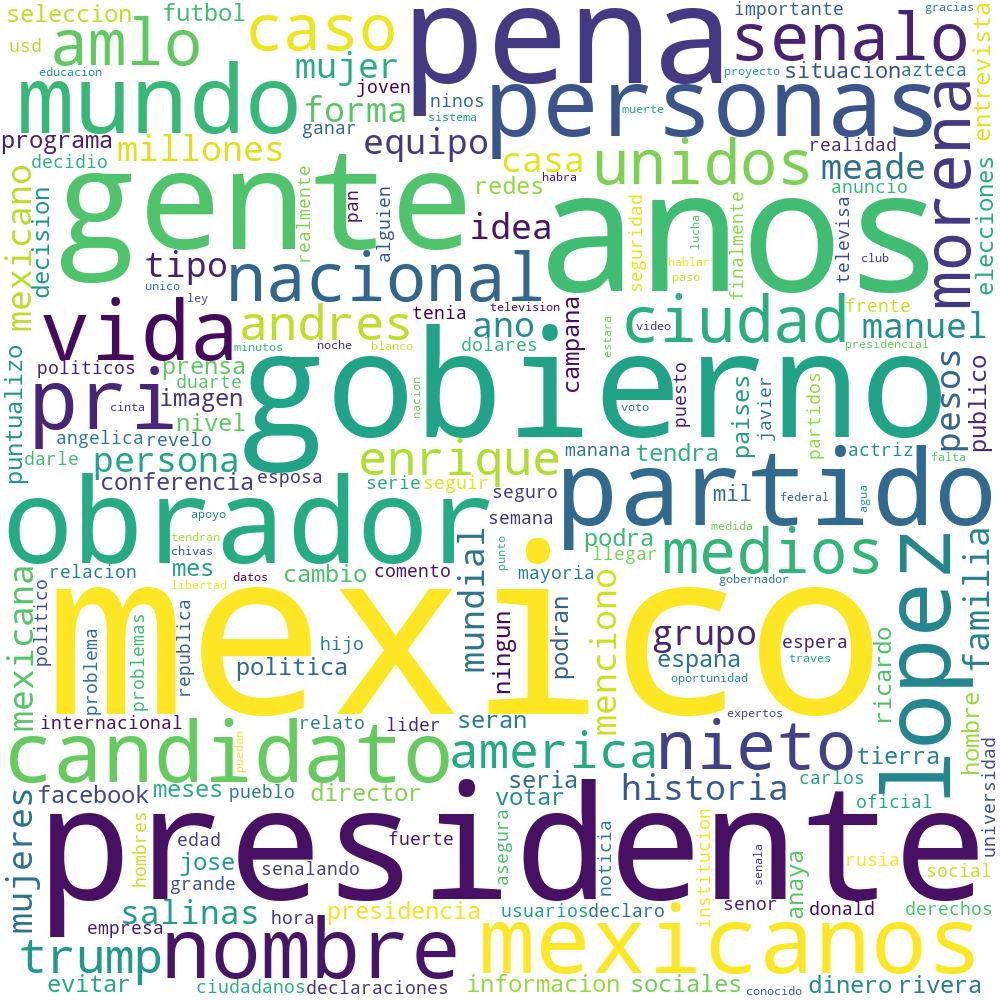 seleccion
futbol
usd
amlo
caso
pena
importante
gracias
senalo
educacion
mundo
mujer
joven
forma
ninos
sistema
ganar
personas
proyecto
situacion
azteca
muerte
entrevista
morena
programa
decidio
millones
equipo
casa
unidos
meade
realidad
anuncio
elecciones
mexicano
decision
gente
realmente
pan
alguien
redes
habra
idea
anos
seguridad
lucha
hablar
paso
finalmente
televisa
club
tipo
unico
ley
nacional
vida
andres
tenia
television
ano
dolares
campana
estara
ciudad
video
frente
manuel
presidencial
minutos
noche
blanco
politicos
prensa
duarte
imagen
nivel
pri
cinta
gobierno
nacion
voto
puesto
paises
javier
partidos
pesos
publico
puntualizo
angelica
revelo
darle
persona
conferencia
esposa
enrique
serie
seguir
seguro
semana
manana
tendra
actriz
falta
partido
mil
federal
agua
obrador
apoyo
tendran
chivas
mes
libertad
datos
cambio
comento
mundial
punto
mayoria
podra
llegar
medios
medida
gobernador
lopez
familia
relacion
mexicana
politico
problema
problemas
republica
mexico
hijo
politica
ningun
podran
menciono
grupo
espana
oportunidad
espera
traves
ricardo
internacional
relato
lider
seran
expertos
candidato
puedan
america
nieto
tierra
hombre
universidad
facebook
meses
pueblo
director
seria
votar
historia
carlos
oficial
mujeres
presidente
hombres
edad
jose
grande
senalando
fuerte
asegura
noticia
institucion
senala
anaya
rusia
social
salinas
empresa
hora
presidencia
usuarios
declaro
senor
donald
derechos
trump
nombre
mexicanos
evitar
ciudadanos
declaraciones
informacion
sociales
conocido
dinero
rivera